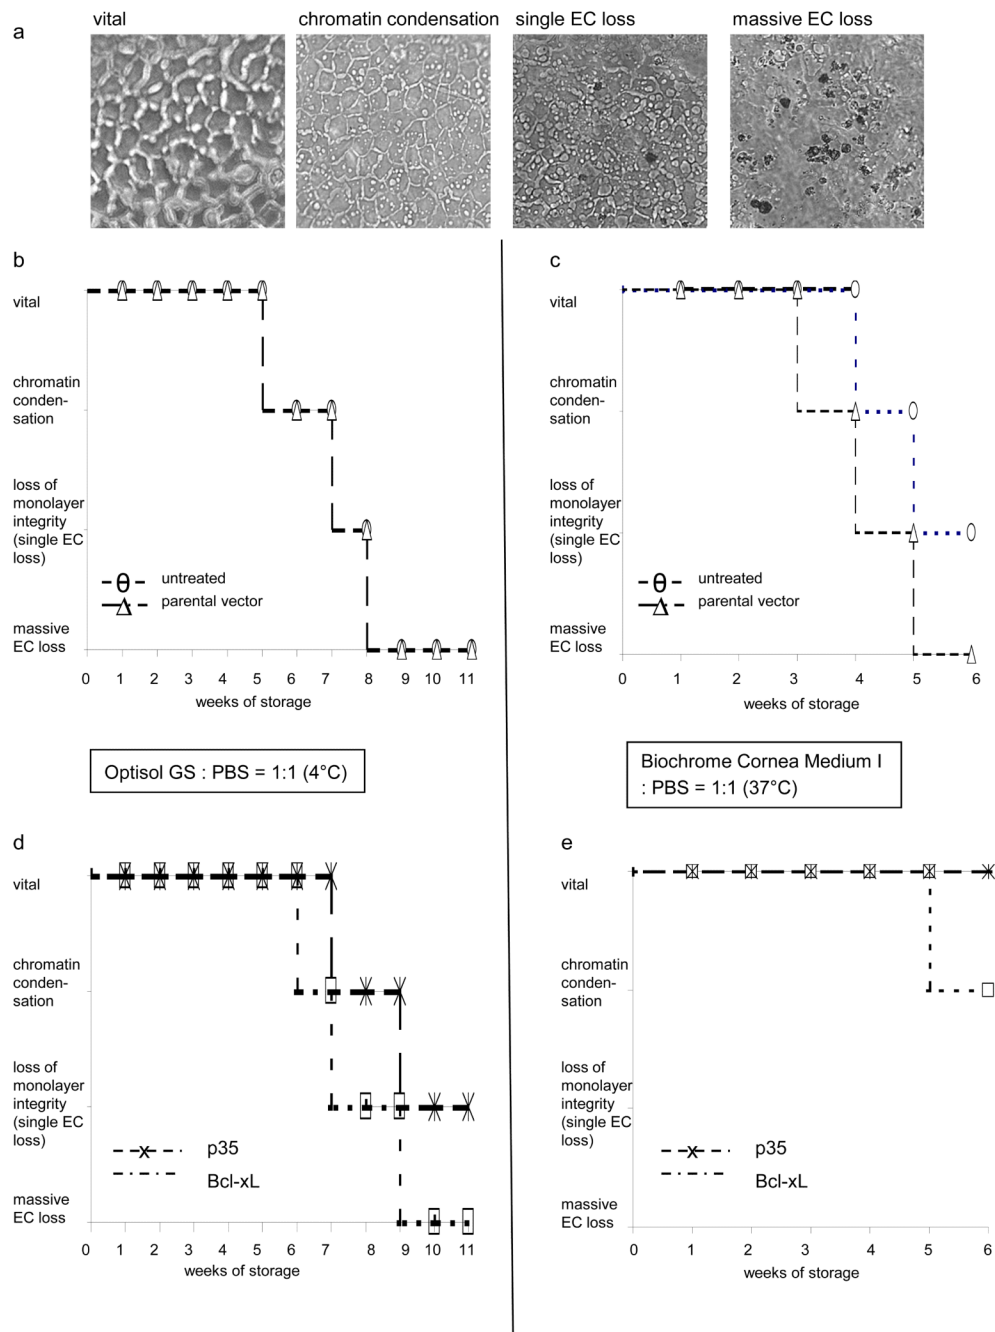 a
vital
chromatin condensation
single EC loss
massive EC loss
b
vital
chromatin
conden-
sation
loss of
monolayer
integrity
(single EC
loss)
massive
EC loss
untreated
parental vector
0 1 2 3 4 5 6 7 8 9 10 11
weeks of storage
c
vital
chromatin
conden-
sation
loss of
monolayer
integrity
(single EC
loss)
massive
EC loss
untreated
parental vector
0 1 2 3 4 5 6
weeks of storage
Optisol GS : PBS = 1:1 (4°C)
Biochrome Cornea Medium I
: PBS = 1:1 (37°C)
d
vital
chromatin
conden-
sation
loss of
monolayer
integrity
(single EC
loss)
massive
EC loss
p35
Bcl-xL
0 1 2 3 4 5 6 7 8 9 10 11
weeks of storage
e
vital
chromatin
conden-
sation
loss of
monolayer
integrity
(single EC
loss)
massive
EC loss
p35
Bcl-xL
0 1 2 3 4 5 6
weeks of storage